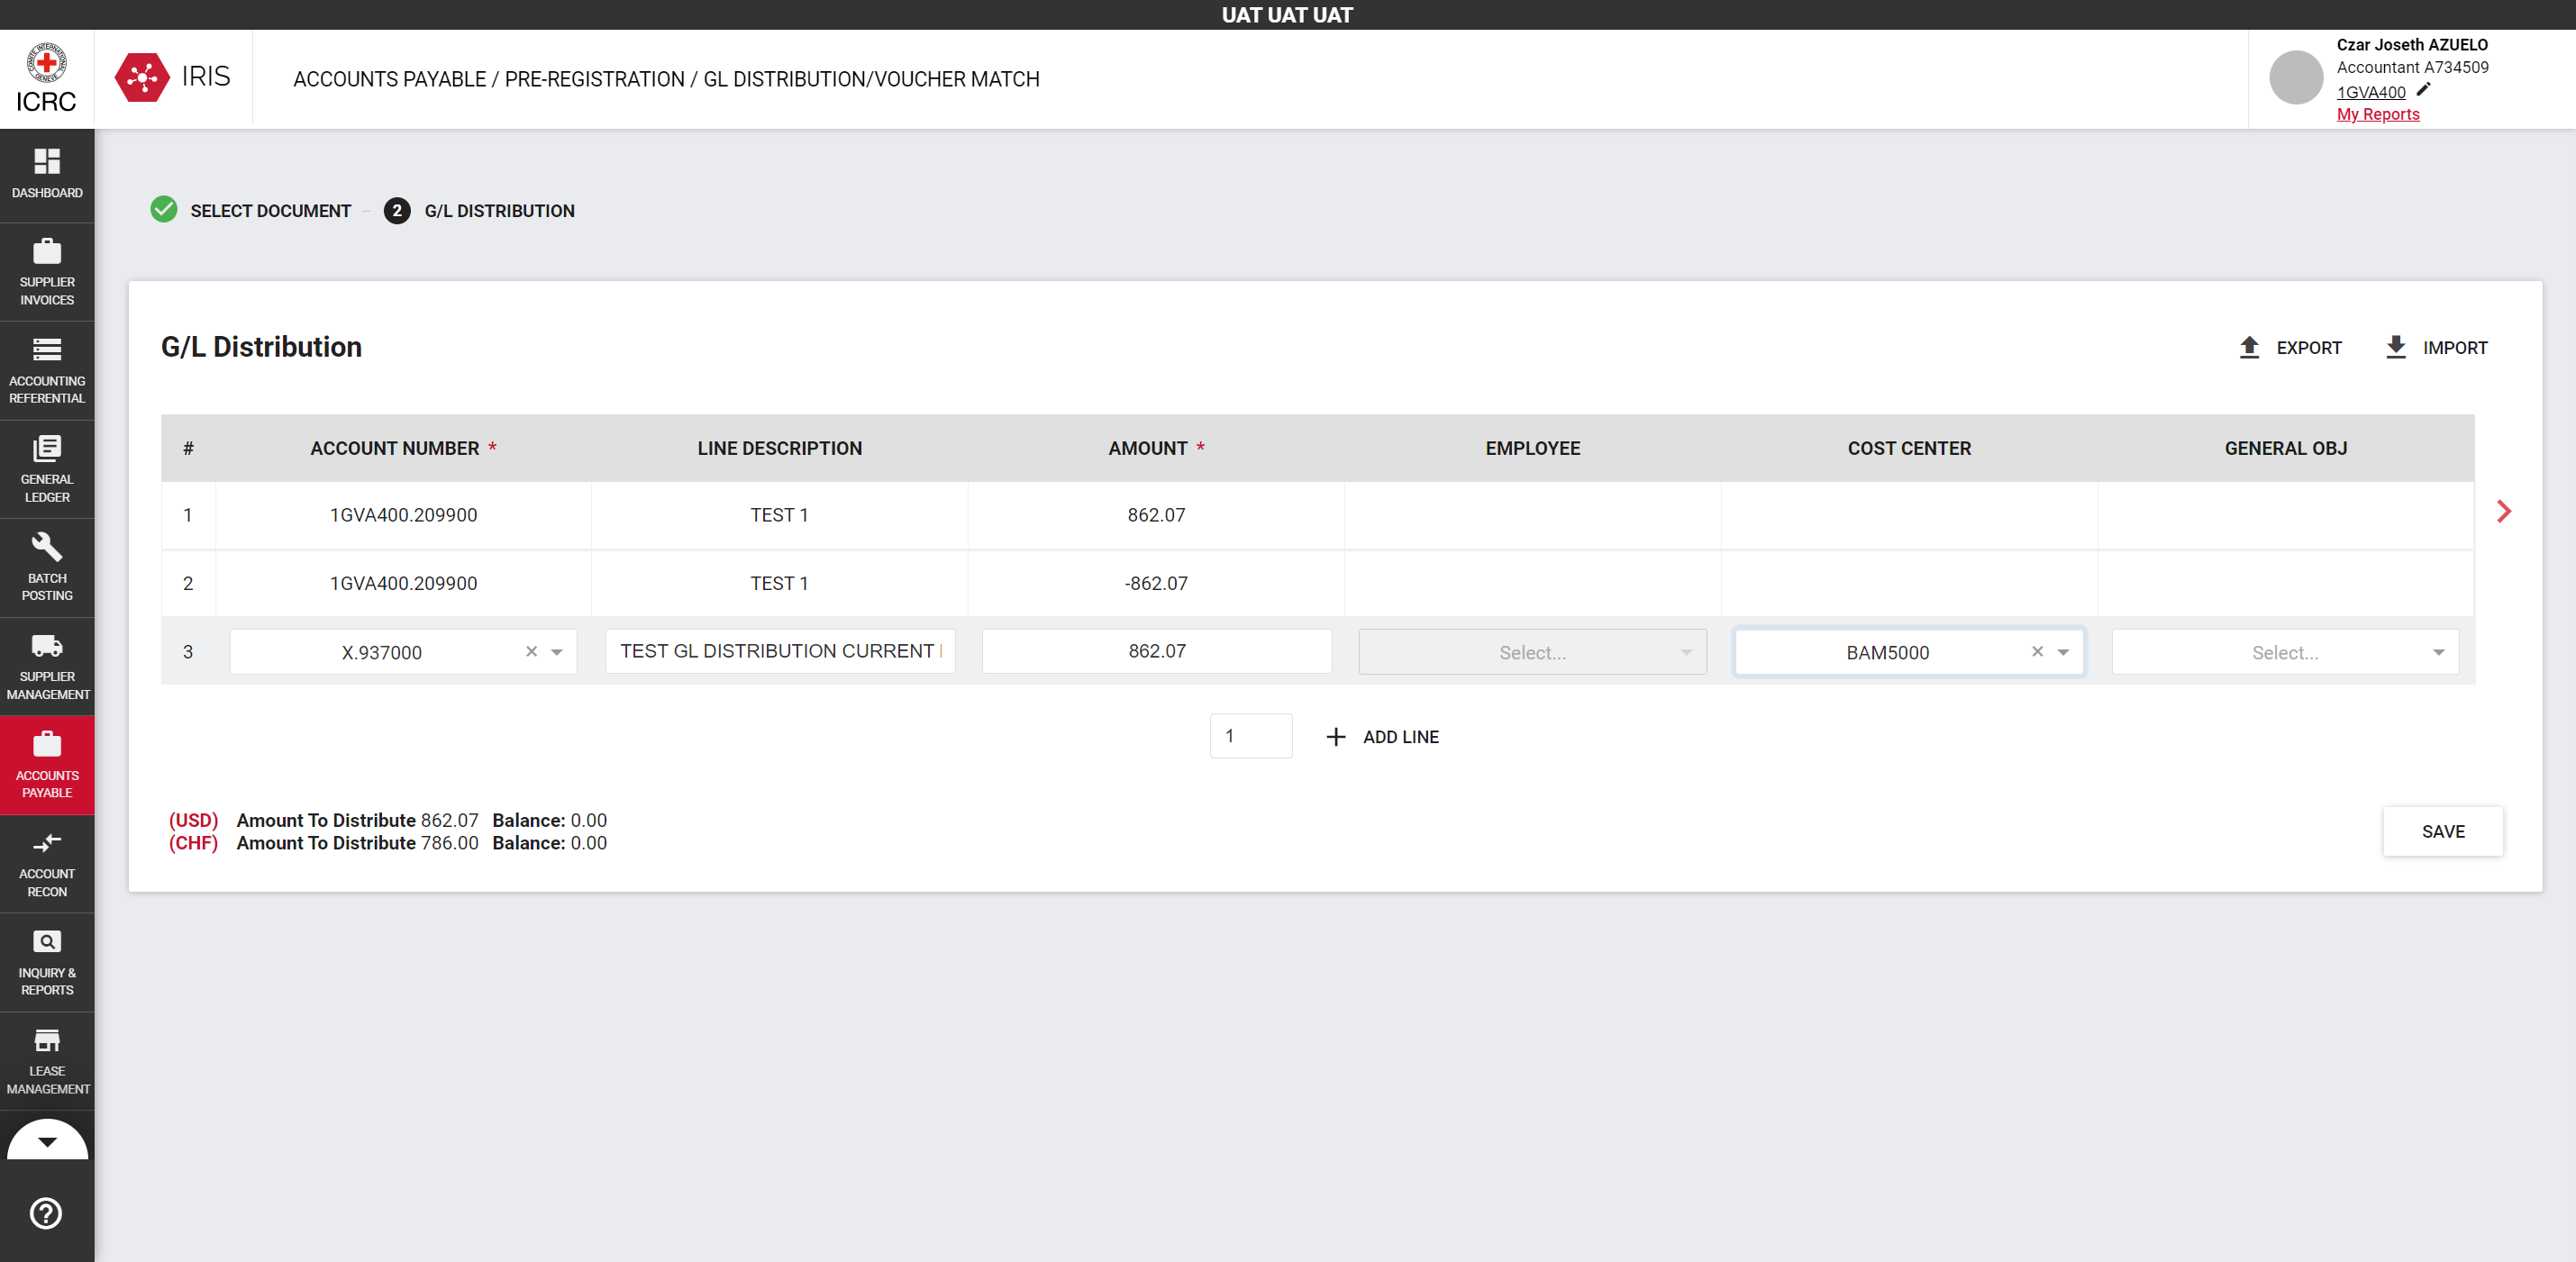 UAT UAT UAT
COMITE INTERNATIONAL GENEVE
ICRC
IRIS
ACCOUNTS PAYABLE / PRE-REGISTRATION / GL DISTRIBUTION/VOUCHER MATCH
Czar Joseth AZUELO
Accountant A734509
1GVA400
My Reports
DASHBOARD
SUPPLIER
INVOICES
ACCOUNTING
REFERENTIAL
GENERAL
LEDGER
BATCH
POSTING
SUPPLIER
MANAGEMENT
ACCOUNTS
PAYABLE
ACCOUNT
RECON
INQUIRY &
REPORTS
LEASE
MANAGEMENT
SELECT DOCUMENT – 2 G/L DISTRIBUTION
G/L Distribution
EXPORT IMPORT
# ACCOUNT NUMBER * LINE DESCRIPTION AMOUNT * EMPLOYEE COST CENTER GENERAL OBJ
1 1GVA400.209900 TEST 1 862.07
2 1GVA400.209900 TEST 1 -862.07
3 X.937000 × TEST GL DISTRIBUTION CURRENT 862.07 Select... BAM5000 × Select...
1 + ADD LINE
(USD) Amount To Distribute 862.07 Balance: 0.00
(CHF) Amount To Distribute 786.00 Balance: 0.00
SAVE